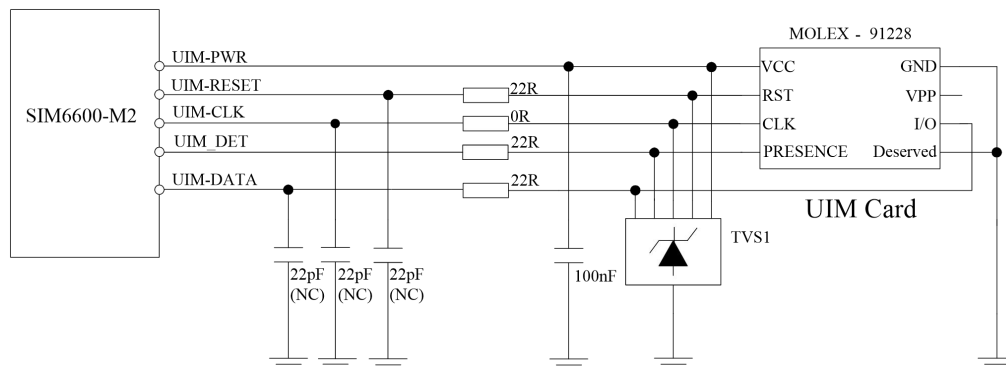 MOLEX - 91228
SIM6600-M2
UIM-PWR
UIM-RESET
UIM-CLK
UIM_DET
UIM-DATA
22R
0R
22R
22R
VCC
GND
RST
VPP
CLK
I/O
PRESENCE
Deserved
UIM Card
TVS1
22pF
(NC)
22pF
(NC)
22pF
(NC)
100nF